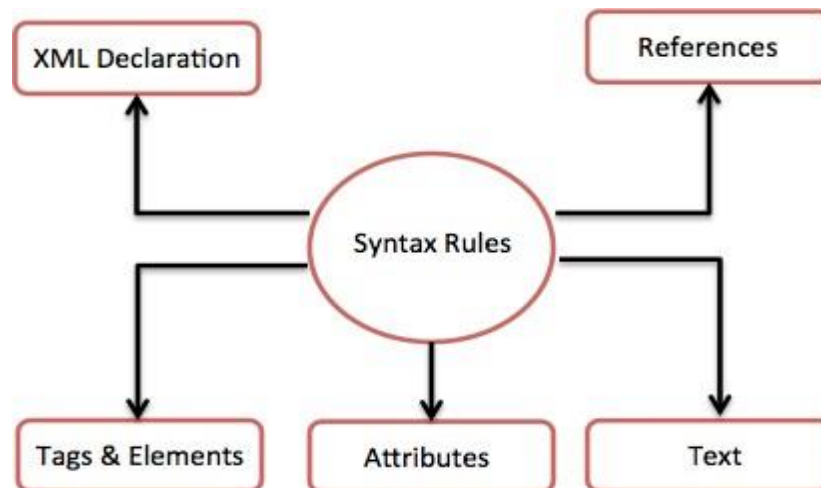 XML Declaration
References
Syntax Rules
Tags & Elements
Attributes
Text